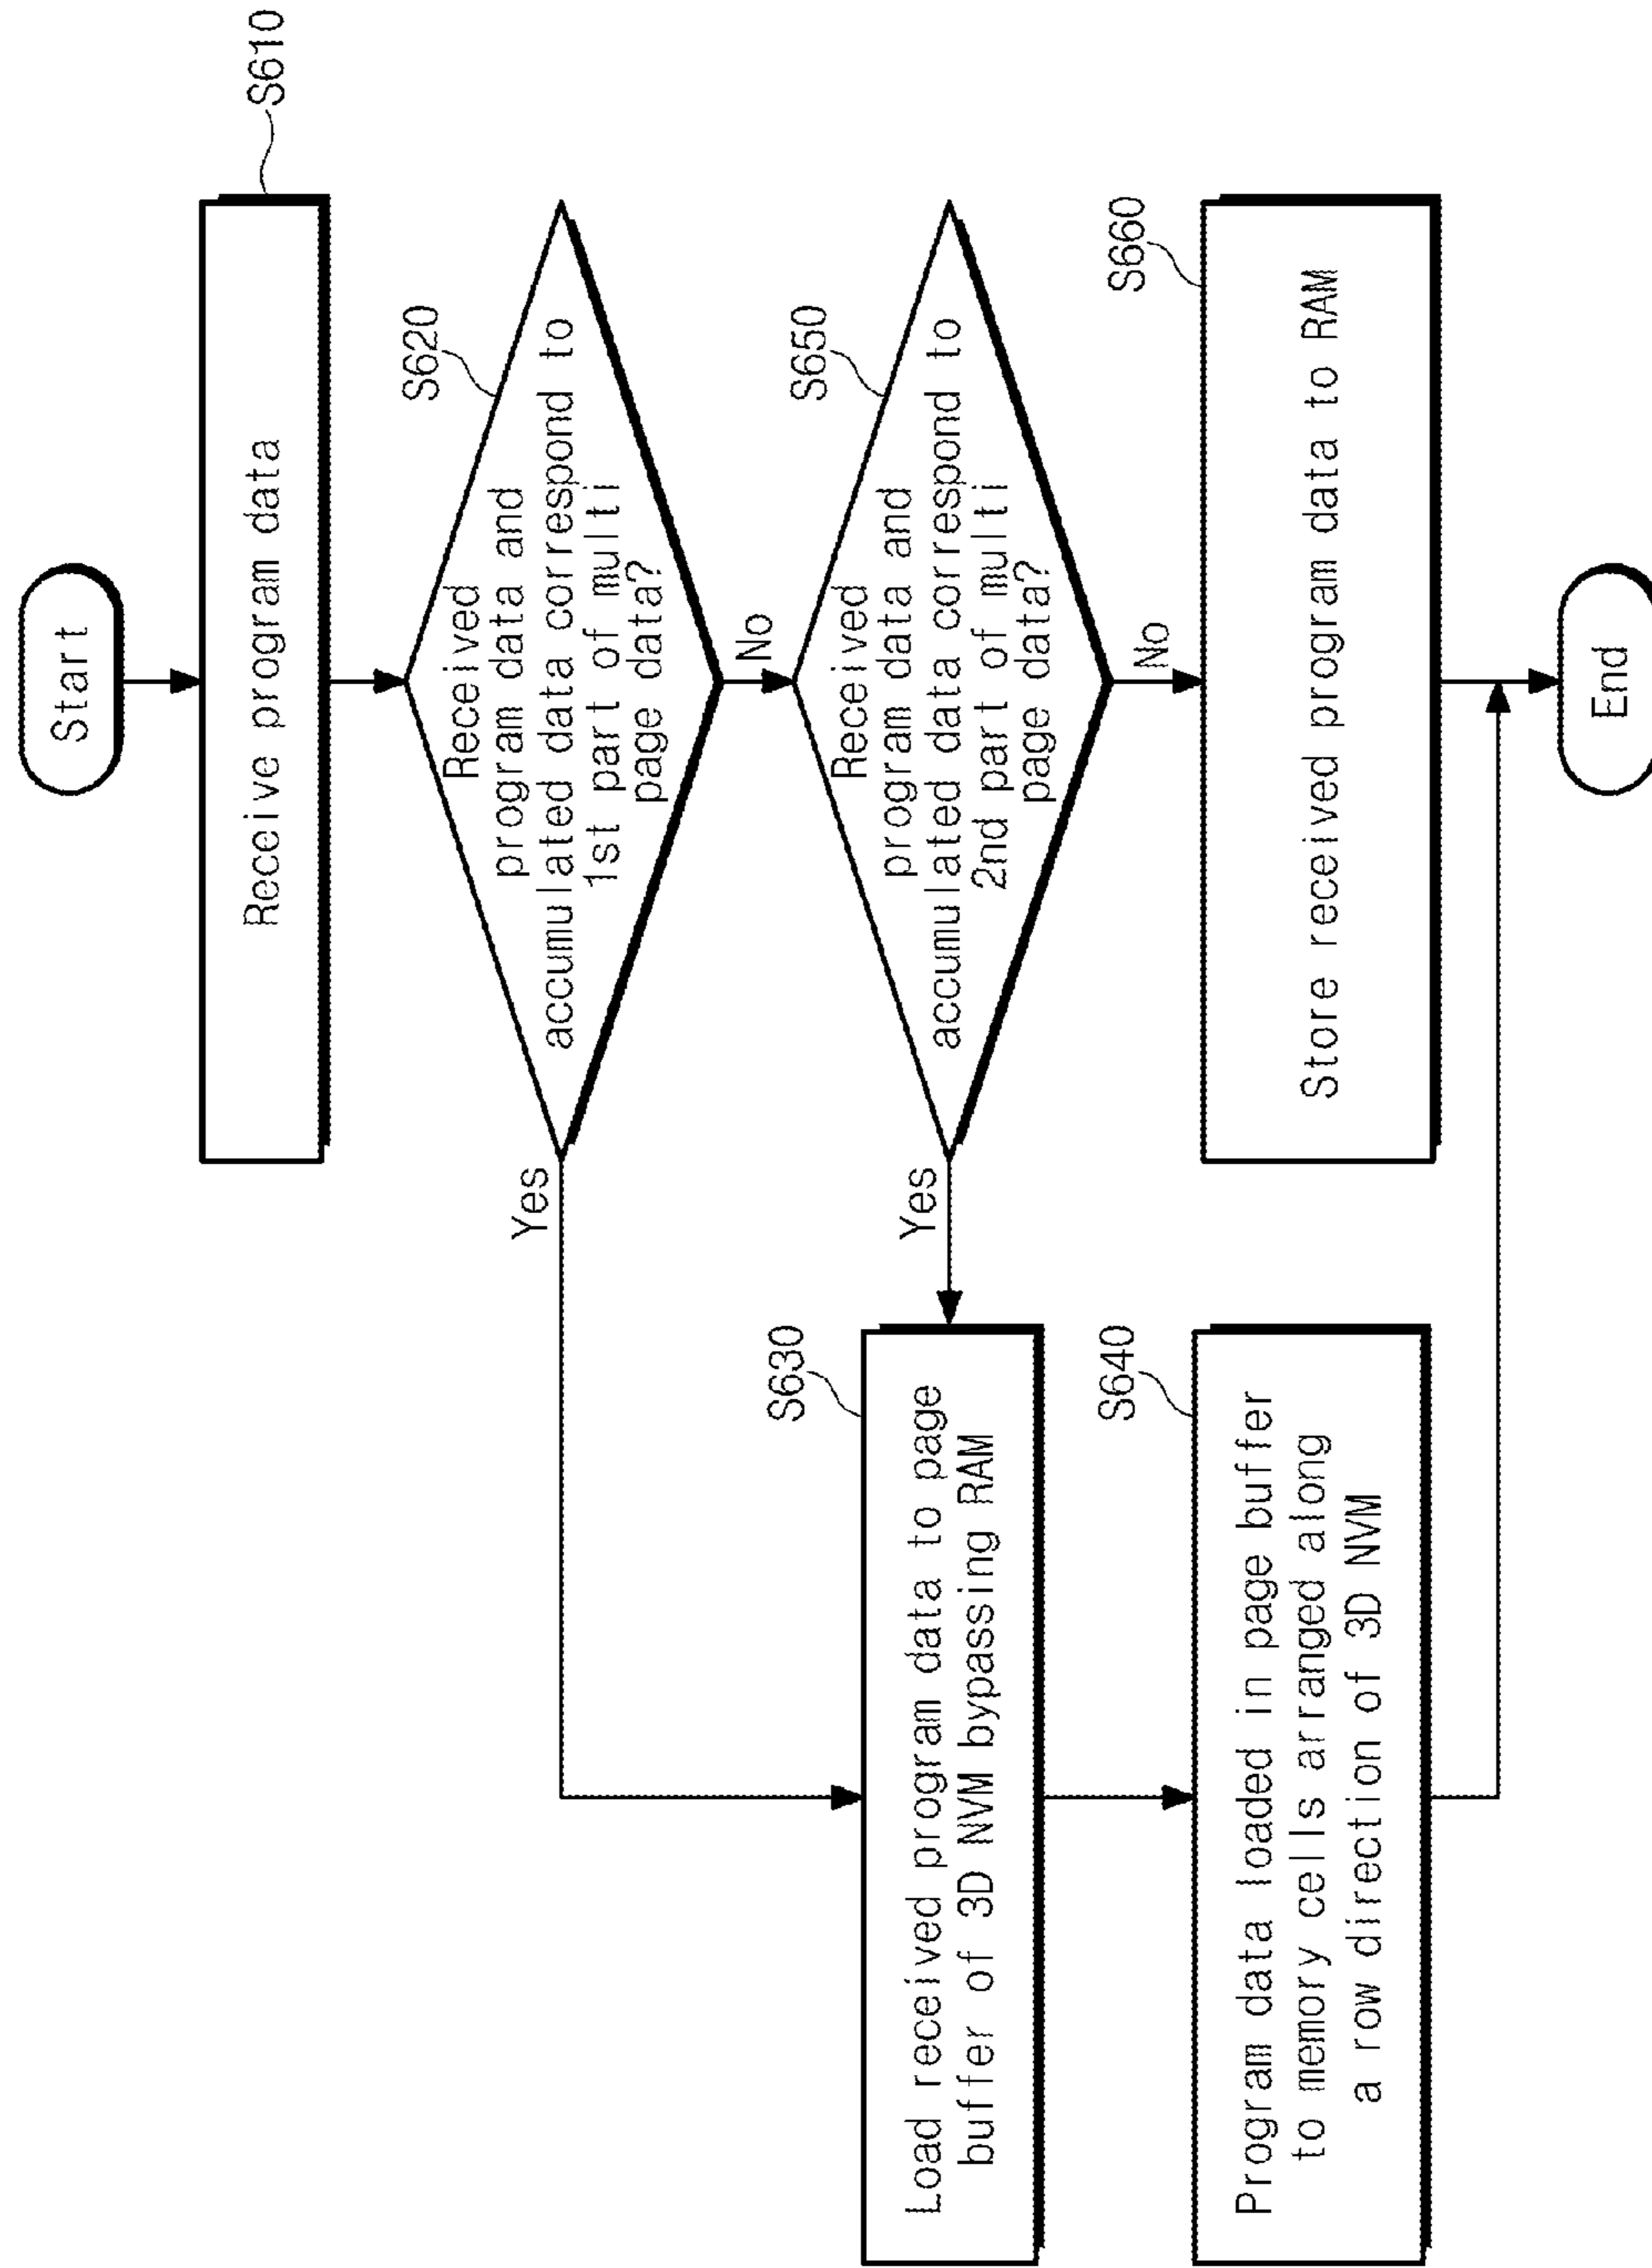 Start
S610
Receive program data
S620
Received
program data and
accumulated data correspond to
1st part of multi
page data?
Yes
No
S650
Received
program data and
accumulated data correspond to
2nd part of multi
page data?
Yes
No
S630
Load received program data to page
buffer of 3D NVM bypassing RAM
S640
Program data loaded in page buffer
to memory cells arranged along
a row direction of 3D NVM
S660
Store received program data to RAM
End